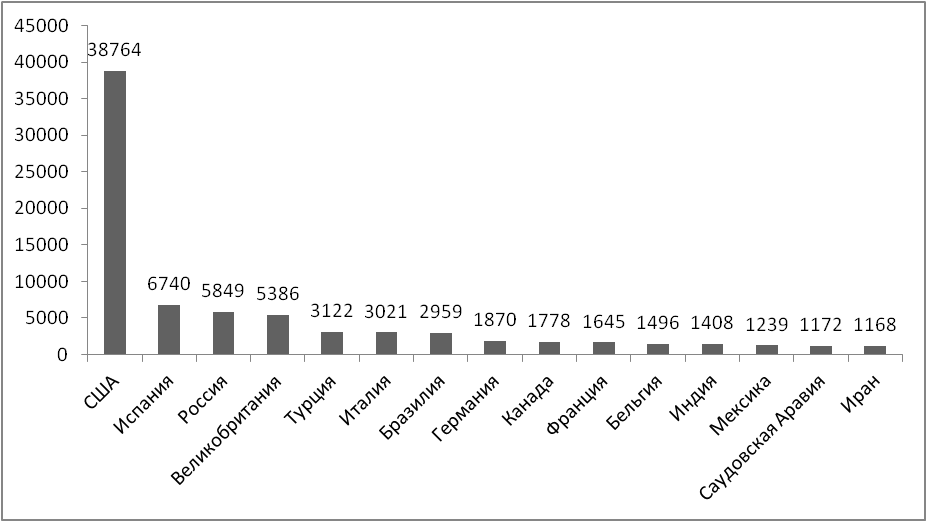 45000
40000
35000
30000
25000
20000
15000
10000
5000
0
38764
6740
5849
5386
3122
3021
2959
1870
1778
1645
1496
1408
1239
1172
1168
США
Испания
Россия
Великобритания
Турция
Италия
Бразилия
Германия
Канада
Франция
Бельгия
Индия
Мексика
Саудовская Аравия
Иран